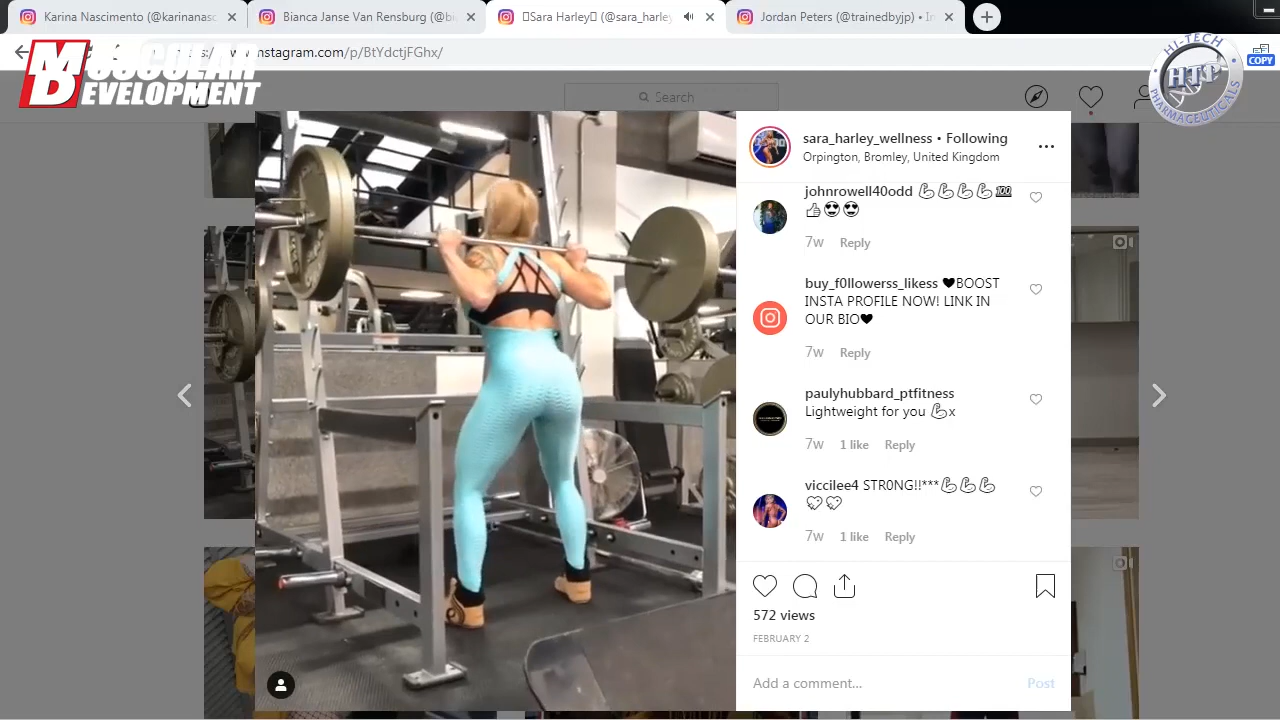 Karina Nascimento (@karinanasc
Bianca Janse Van Rensburg (@bi
Sara Harley (@sara_harley
Jordan Peters (@trainedbyjp) • In
instagram.com/p/BtYdctjFGhx/
COPY
MD
MUSCULAR
DEVELOPMENT
HI-TECH
HTP
PHARMACEUTICALS
Search
sara_harley_wellness • Following
Orpington, Bromley, United Kingdom
johnrowell40odd 💪💪💪💪💯
👍😍😍
7w Reply
buy_f0llowerss_likess ❤BOOST
INSTA PROFILE NOW! LINK IN
OUR BIO❤
7w Reply
paulyhubbard_ptfitness
Lightweight for you 💪x
7w 1 like Reply
viccilee4 STR0NG!!***💪💪💪
7w 1 like Reply
572 views
FEBRUARY 2
Add a comment...
Post